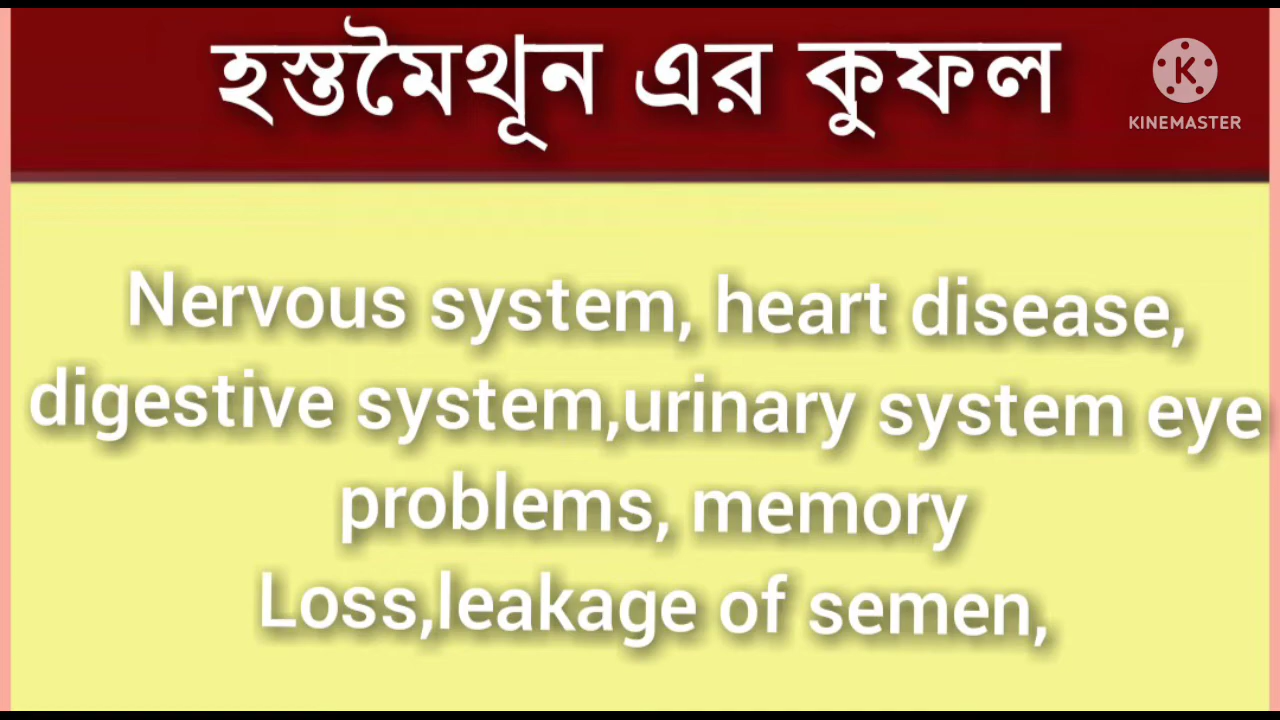 হস্তমৈথূন এর কুফল
KINEMASTER
Nervous system, heart disease,
digestive system,urinary system eye
problems, memory
Loss,leakage of semen,